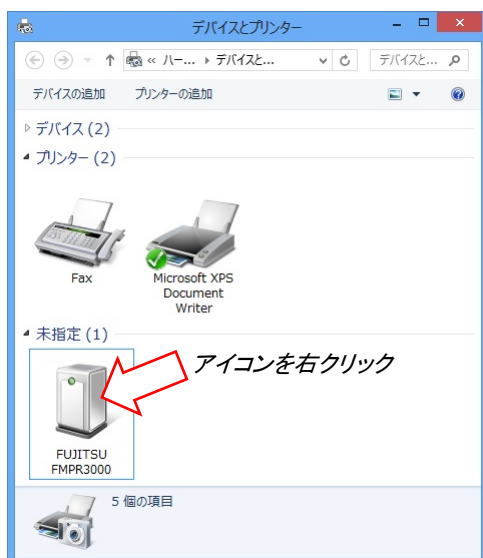 デバイスとプリンター
« ハー... ▸ デバイスと...
デバイスと...
デバイスの追加 プリンターの追加
デバイス (2)
プリンター (2)
Fax
Microsoft XPS
Document
Writer
未指定 (1)
アイコンを右クリック
FUJITSU
FMPR3000
5 個の項目